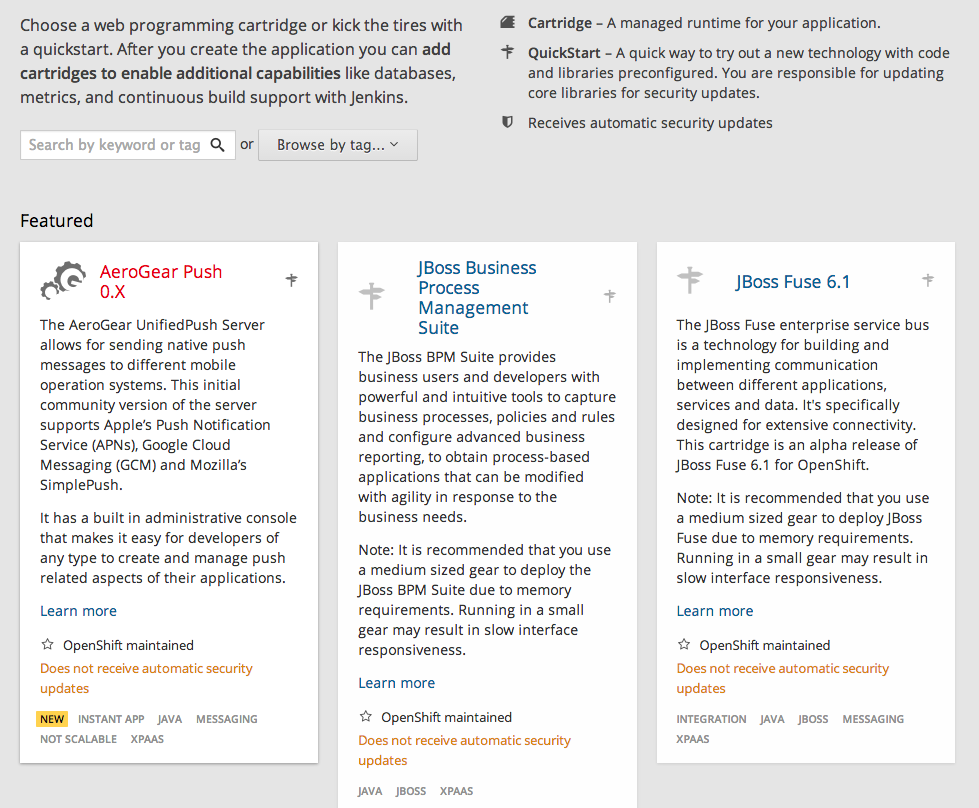 Choose a web programming cartridge or kick the tires with
a quickstart. After you create the application you can add
cartridges to enable additional capabilities like databases,
metrics, and continuous build support with Jenkins.
Search by keyword or tag or Browse by tag...
Cartridge – A managed runtime for your application.
QuickStart – A quick way to try out a new technology with code
and libraries preconfigured. You are responsible for updating
core libraries for security updates.
Receives automatic security updates
Featured
AeroGear Push
0.X
The AeroGear UnifiedPush Server
allows for sending native push
messages to different mobile
operation systems. This initial
community version of the server
supports Apple’s Push Notification
Service (APNs), Google Cloud
Messaging (GCM) and Mozilla’s
SimplePush.
It has a built in administrative console
that makes it easy for developers of
any type to create and manage push
related aspects of their applications.
Learn more
OpenShift maintained
Does not receive automatic security
updates
NEW INSTANT APP JAVA MESSAGING
NOT SCALABLE XPAAS
JBoss Business
Process
Management
Suite
The JBoss BPM Suite provides
business users and developers with
powerful and intuitive tools to capture
business processes, policies and rules
and configure advanced business
reporting, to obtain process-based
applications that can be modified
with agility in response to the
business needs.
Note: It is recommended that you use
a medium sized gear to deploy the
JBoss BPM Suite due to memory
requirements. Running in a small
gear may result in slow interface
responsiveness.
Learn more
OpenShift maintained
Does not receive automatic security
updates
JAVA JBOSS XPAAS
JBoss Fuse 6.1
The JBoss Fuse enterprise service bus
is a technology for building and
implementing communication
between different applications,
services and data. It's specifically
designed for extensive connectivity.
This cartridge is an alpha release of
JBoss Fuse 6.1 for OpenShift.
Note: It is recommended that you use
a medium sized gear to deploy JBoss
Fuse due to memory requirements.
Running in a small gear may result in
slow interface responsiveness.
Learn more
OpenShift maintained
Does not receive automatic security
updates
INTEGRATION JAVA JBOSS MESSAGING
XPAAS